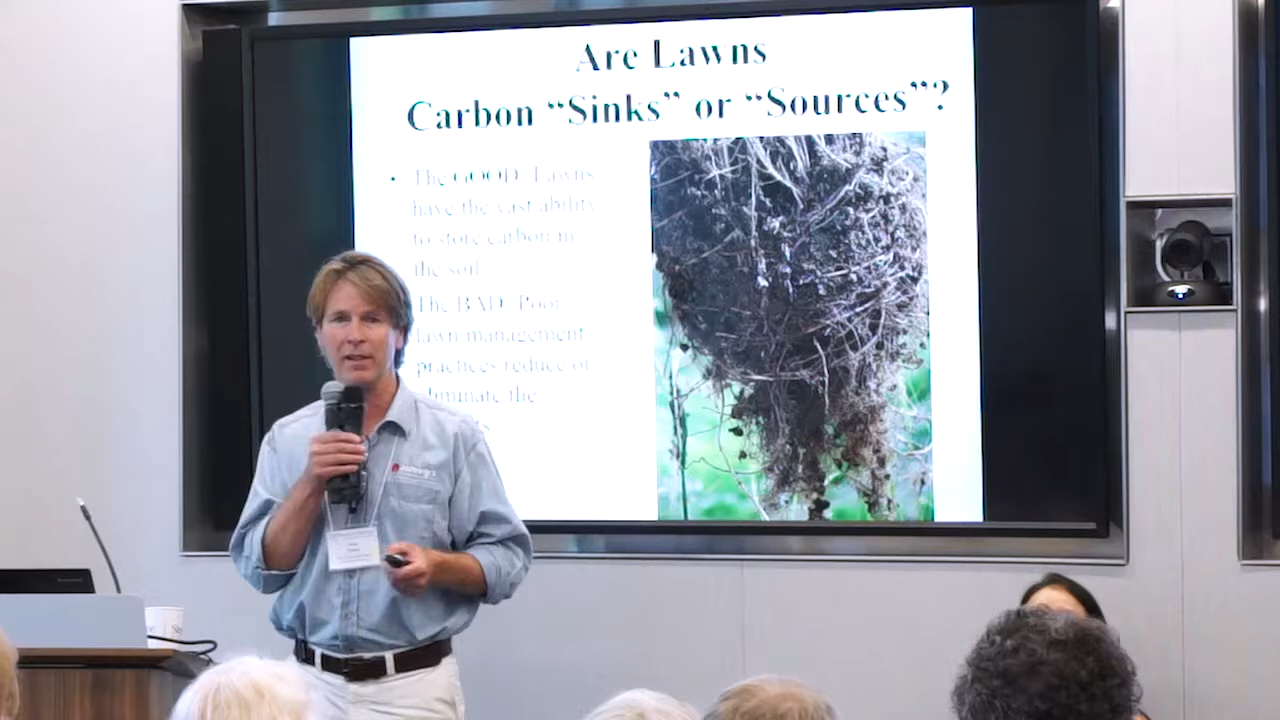 Are Lawns
Carbon “Sinks” or “Sources”?
• The GOOD: Lawns
have the vast ability
to store carbon in
the soil
The BAD: Poor
lawn management
practices reduce or
eliminate the